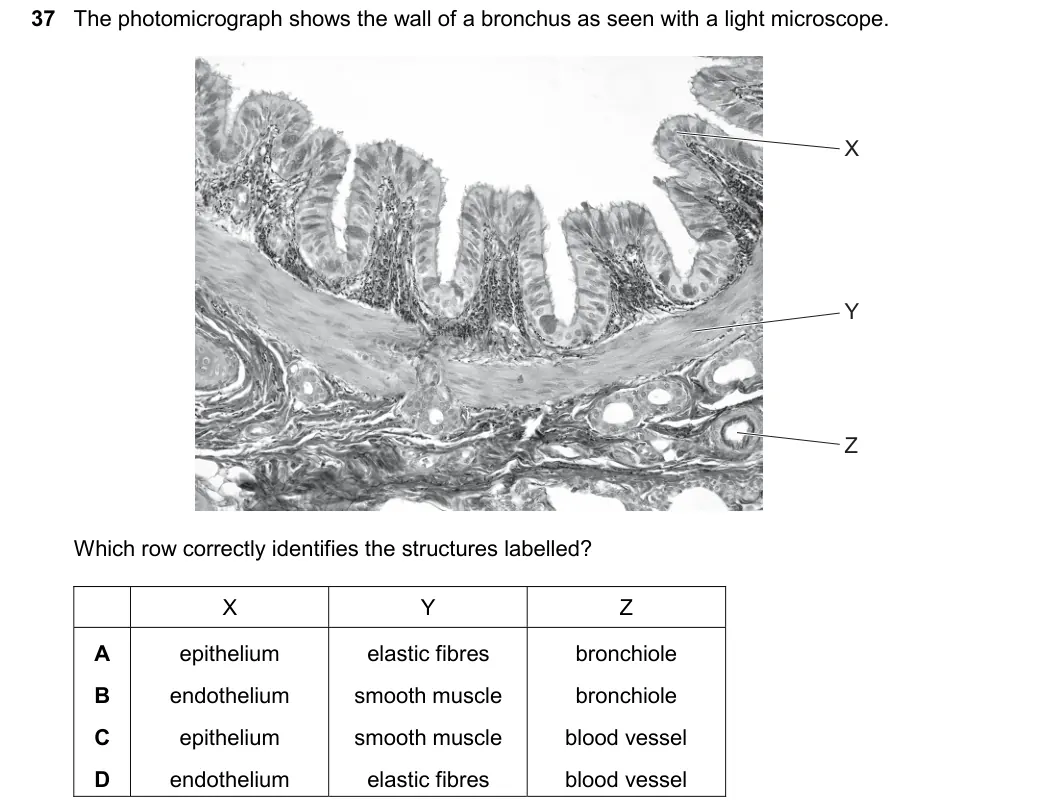 37 The photomicrograph shows the wall of a bronchus as seen with a light microscope.
X
Y
Z
Which row correctly identifies the structures labelled?
X Y Z
A epithelium elastic fibres bronchiole
B endothelium smooth muscle bronchiole
C epithelium smooth muscle blood vessel
D endothelium elastic fibres blood vessel